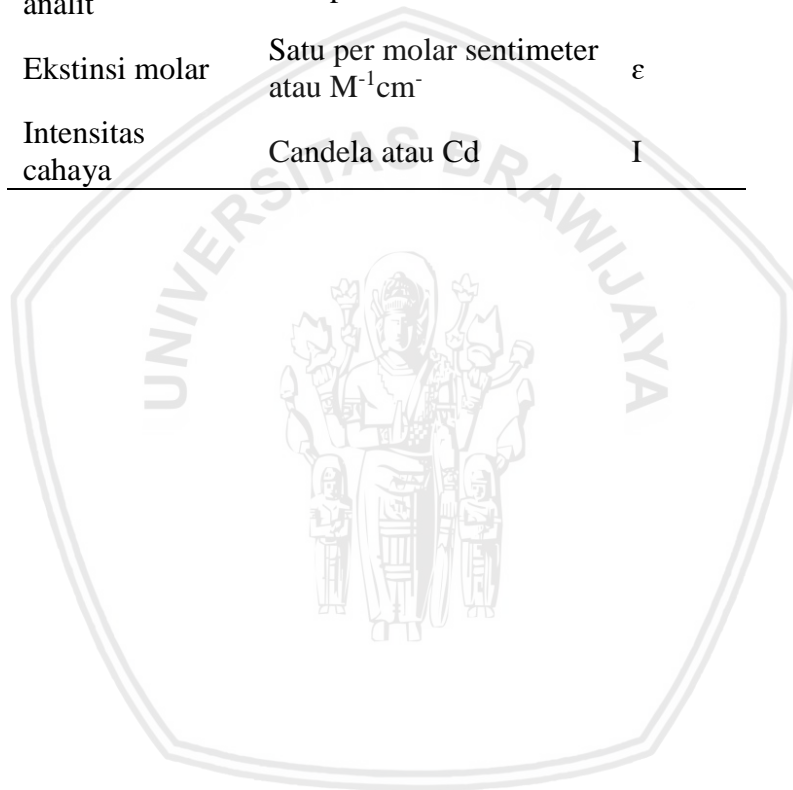 analit
Ekstinsi molar Satu per molar sentimeter ε
atau M⁻¹cm⁻
Intensitas
cahaya Candela atau Cd I
UNIVERSITAS BRAWIJAYA